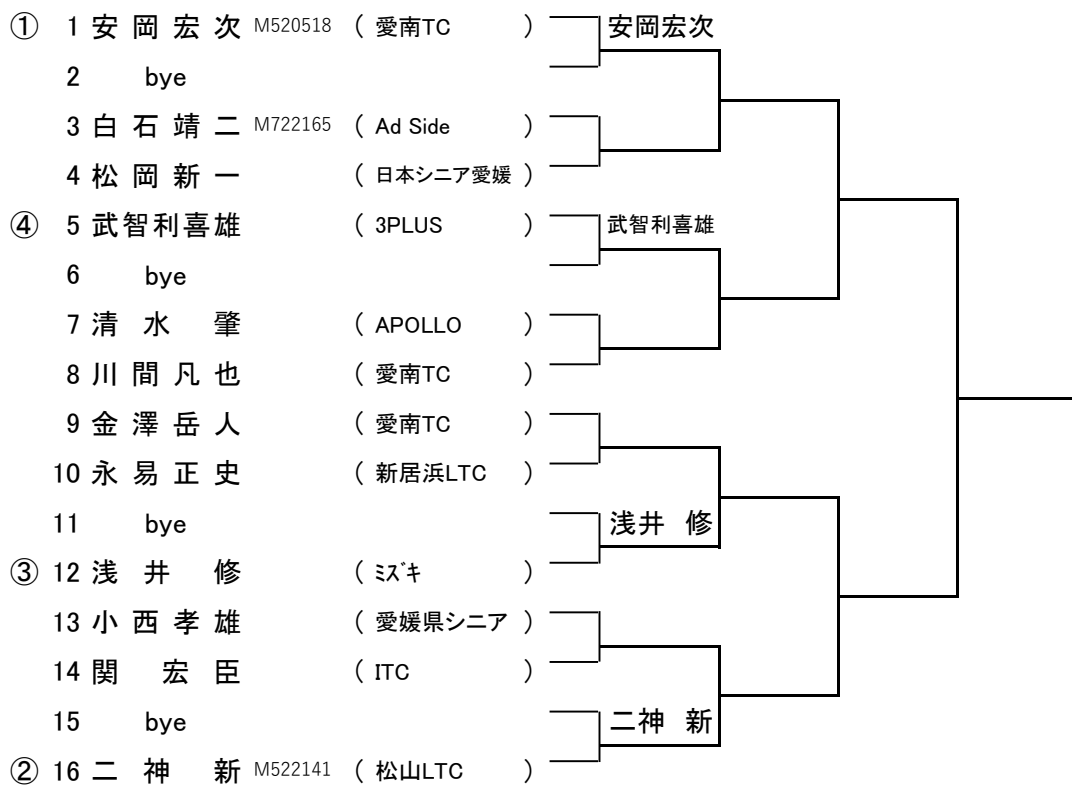 ① 1 安岡宏次 M520518 ( 愛南TC ) 安岡宏次
2 bye
3 白石靖二 M722165 ( Ad Side )
4 松岡新一 ( 日本シニア愛媛 )
④ 5 武智利喜雄 ( 3PLUS ) 武智利喜雄
6 bye
7 清水 肇 ( APOLLO )
8 川間凡也 ( 愛南TC )
9 金澤岳人 ( 愛南TC )
10 永易正史 ( 新居浜LTC )
11 bye 浅井 修
③ 12 浅井 修 ( ミズキ )
13 小西孝雄 ( 愛媛県シニア )
14 関 宏臣 ( ITC )
15 bye 二神 新
② 16 二神 新 M522141 ( 松山LTC )